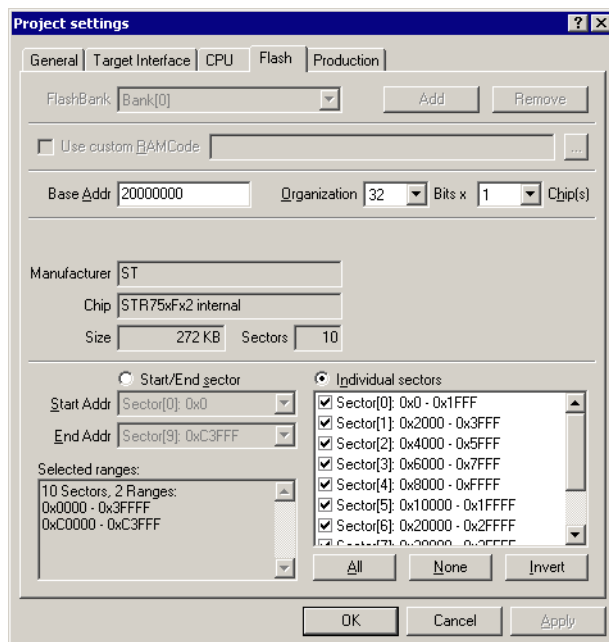 Project settings
General Target Interface CPU Flash Production
FlashBank Bank[0] Add Remove
Use custom RAMCode ...
Base Addr 20000000 Organization 32 Bits x 1 Chip(s)
Manufacturer ST
Chip STR75xFx2 internal
Size 272 KB Sectors 10
Start/End sector Individual sectors
Start Addr Sector[0]: 0x0
End Addr Sector[9]: 0xC3FFF
Selected ranges:
10 Sectors, 2 Ranges:
0x0000 - 0x3FFFF
0xC0000 - 0xC3FFF
Sector[0]: 0x0 - 0x1FFF
Sector[1]: 0x2000 - 0x3FFF
Sector[2]: 0x4000 - 0x5FFF
Sector[3]: 0x6000 - 0x7FFF
Sector[4]: 0x8000 - 0xFFFF
Sector[5]: 0x10000 - 0x1FFFF
Sector[6]: 0x20000 - 0x2FFFF
All None Invert
OK Cancel Apply